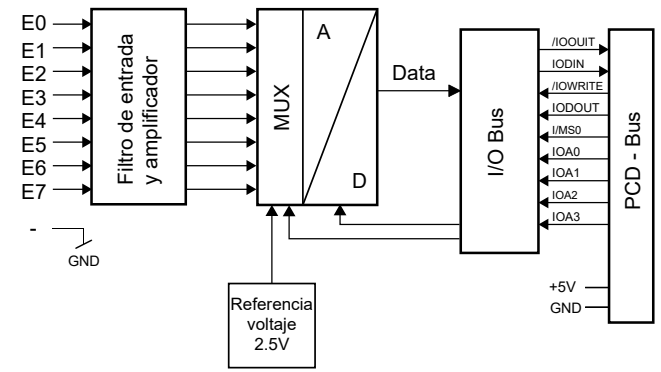 E0
E1
E2
E3
E4
E5
E6
E7
-
GND
Filtro de entrada
y amplificador
MUX
A
D
Referencia
voltaje
2.5V
Data
I/O Bus
/IOOUIT
IODIN
/IOWRITE
IODOUT
I/MS0
IOA0
IOA1
IOA2
IOA3
+5V
GND
PCD - Bus